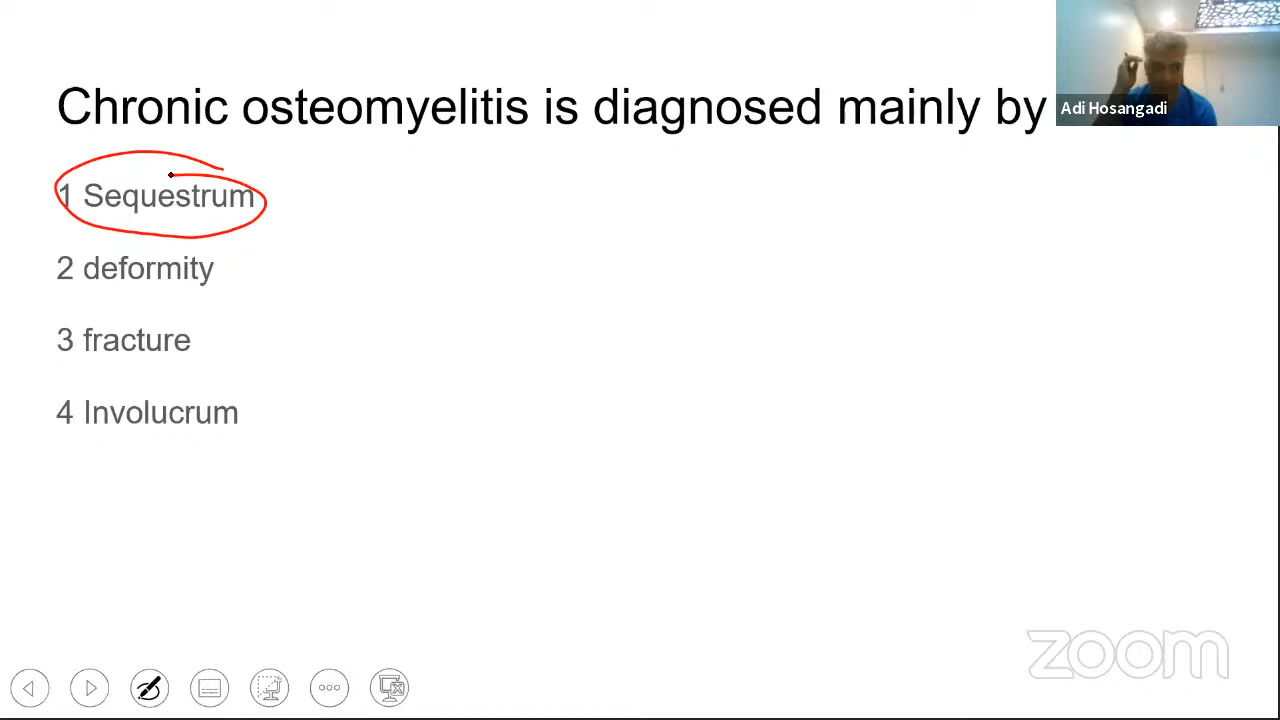 Chronic osteomyelitis is diagnosed mainly by
Adi Hosangadi
1 Sequestrum
2 deformity
3 fracture
4 Involucrum
zoom